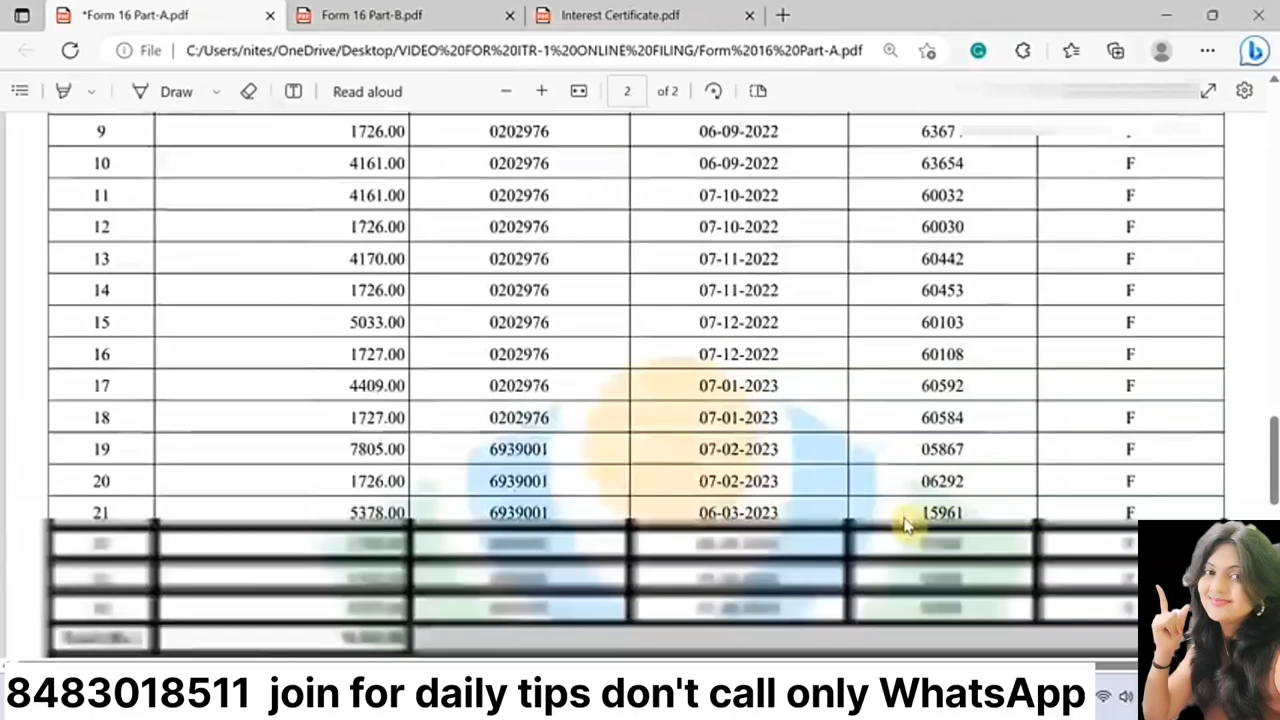 *Form 16 Part-A.pdf
Form 16 Part-B.pdf
Interest Certificate.pdf
File C:/Users/nites/OneDrive/Desktop/VIDEO%20FOR%20ITR-1%20ONLINE%20FILING/Form%2016%20Part-A.pdf
Draw Read aloud 2 of 2
9 1726.00 0202976 06-09-2022 6367
10 4161.00 0202976 06-09-2022 63654 F
11 4161.00 0202976 07-10-2022 60032 F
12 1726.00 0202976 07-10-2022 60030 F
13 4170.00 0202976 07-11-2022 60442 F
14 1726.00 0202976 07-11-2022 60453 F
15 5033.00 0202976 07-12-2022 60103 F
16 1727.00 0202976 07-12-2022 60108 F
17 4409.00 0202976 07-01-2023 60592 F
18 1727.00 0202976 07-01-2023 60584 F
19 7805.00 6939001 07-02-2023 05867 F
20 1726.00 6939001 07-02-2023 06292 F
21 5378.00 6939001 06-03-2023 15961 F
8483018511 join for daily tips don't call only WhatsApp